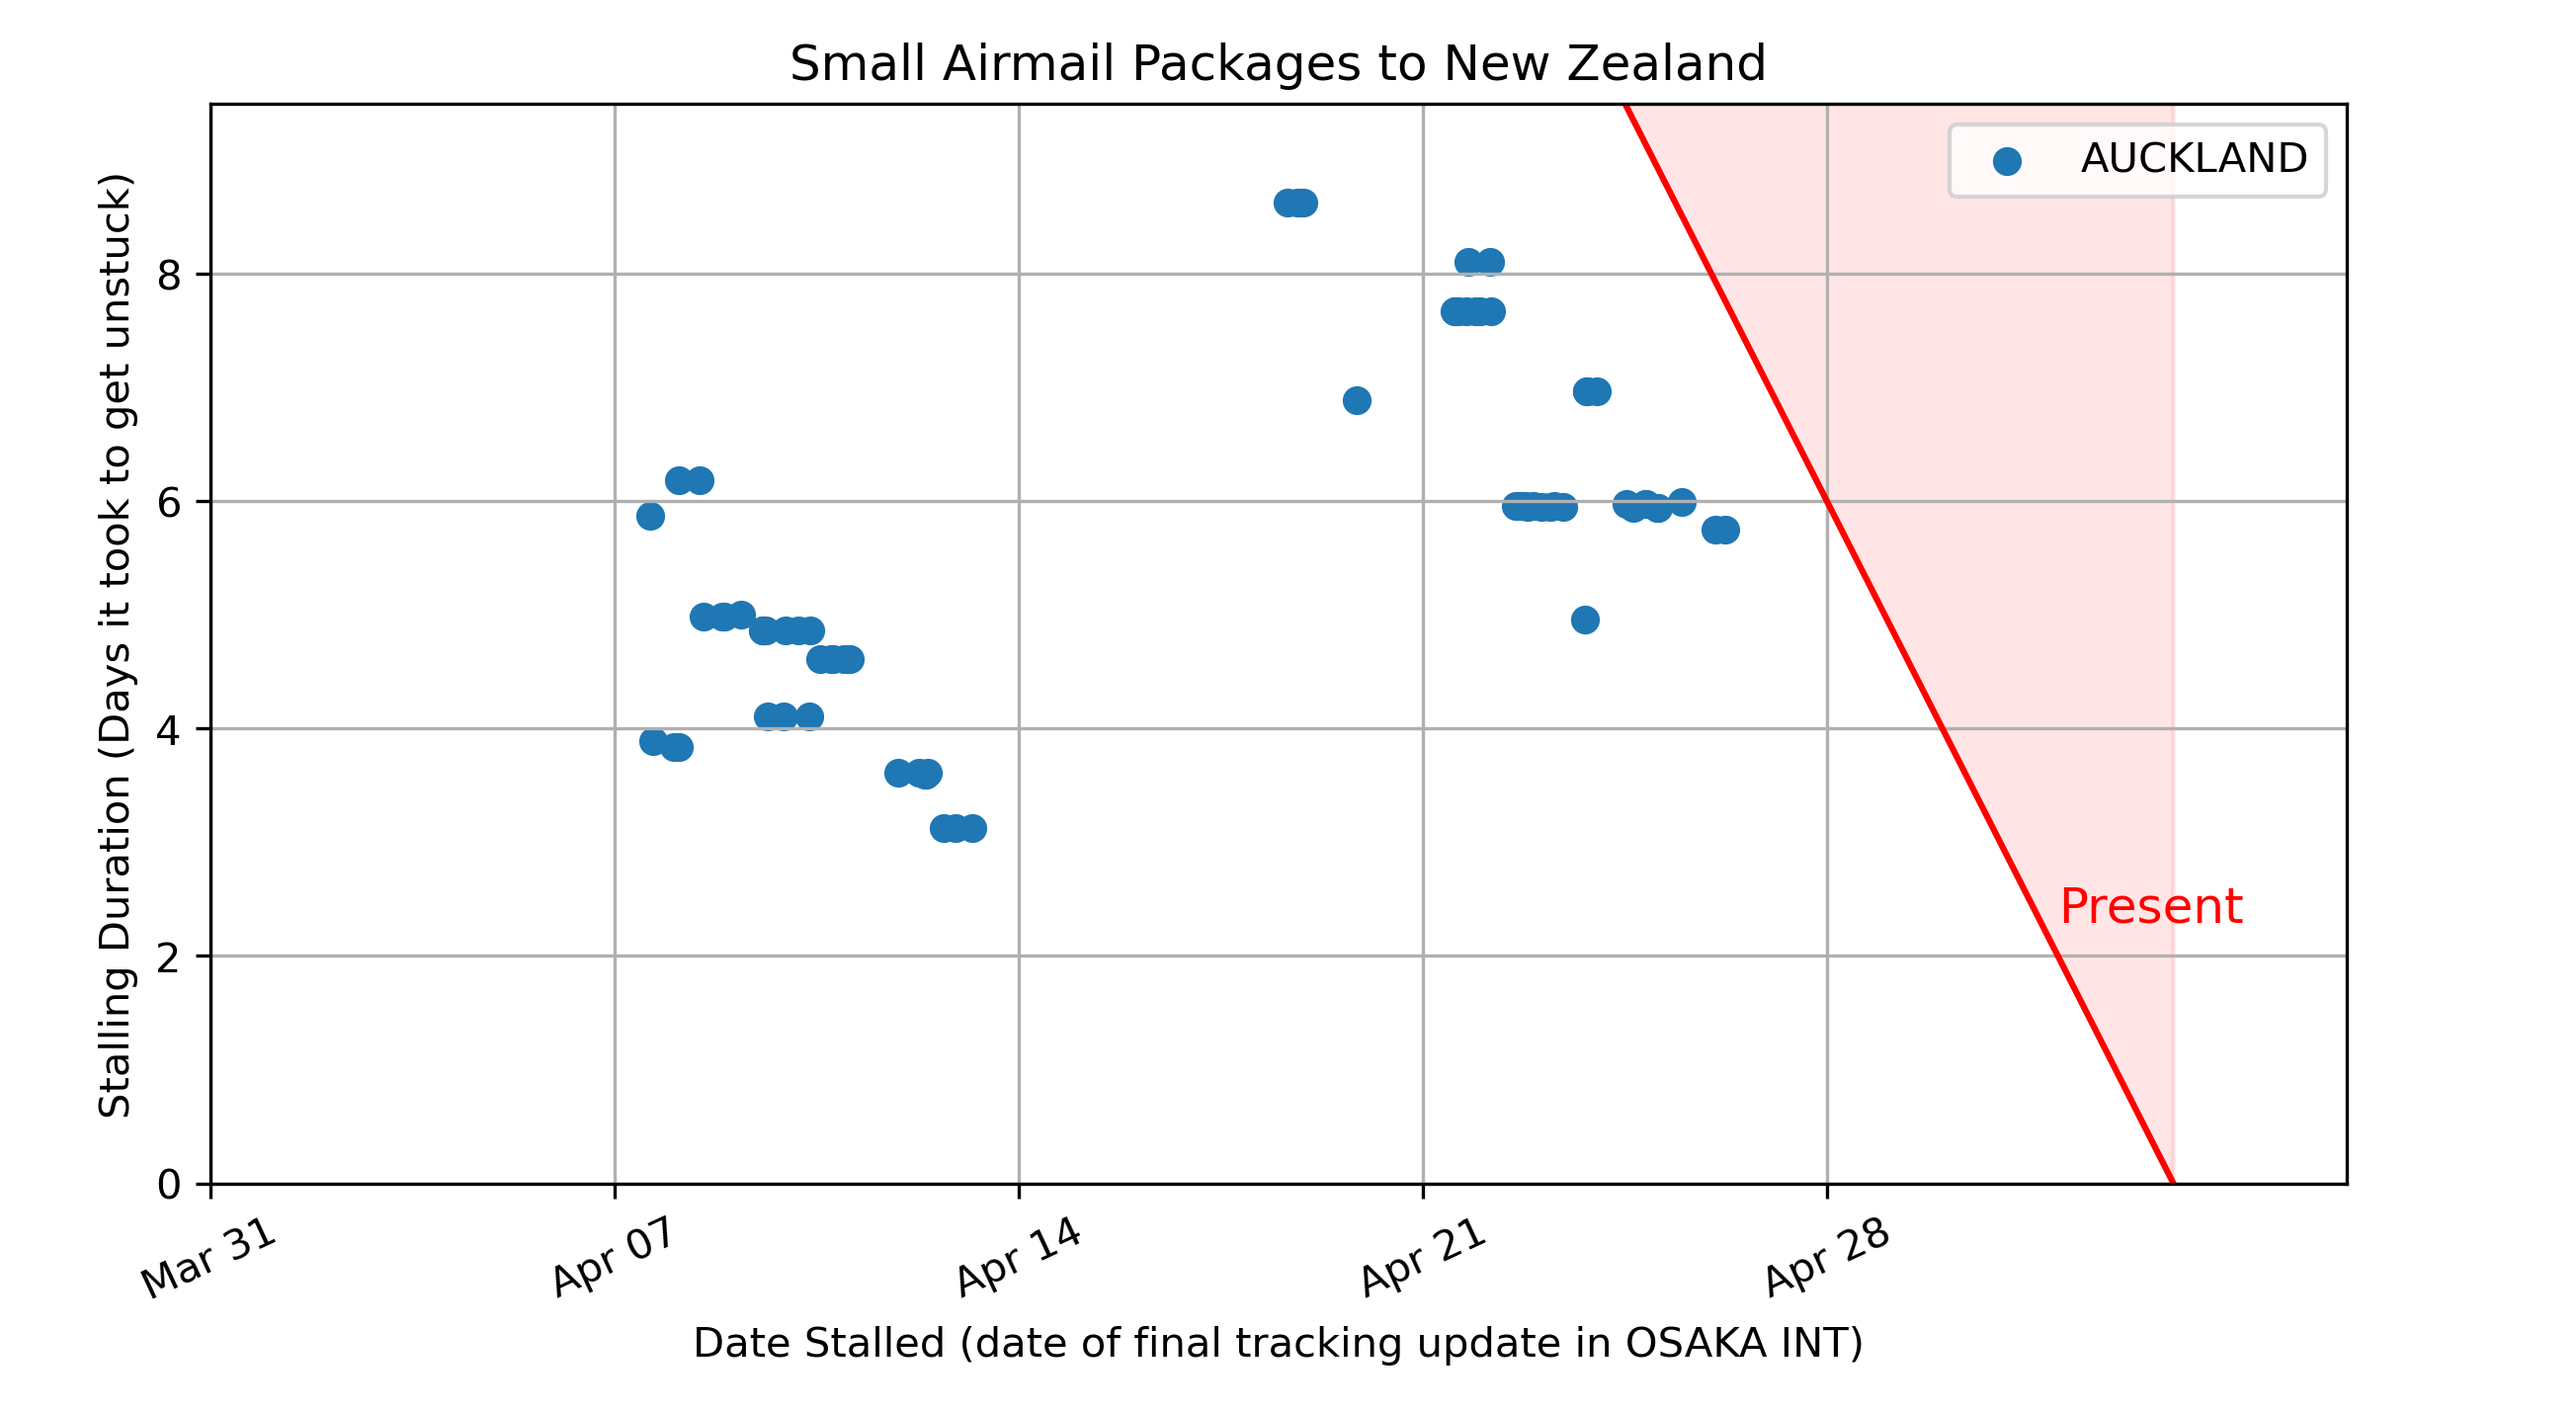 Small Airmail Packages to New Zealand
AUCKLAND
Stalling Duration (Days it took to get unstuck)
8
6
4
2
0
Present
Mar 31
Apr 07
Apr 14
Apr 21
Apr 28
Date Stalled (date of final tracking update in OSAKA INT)